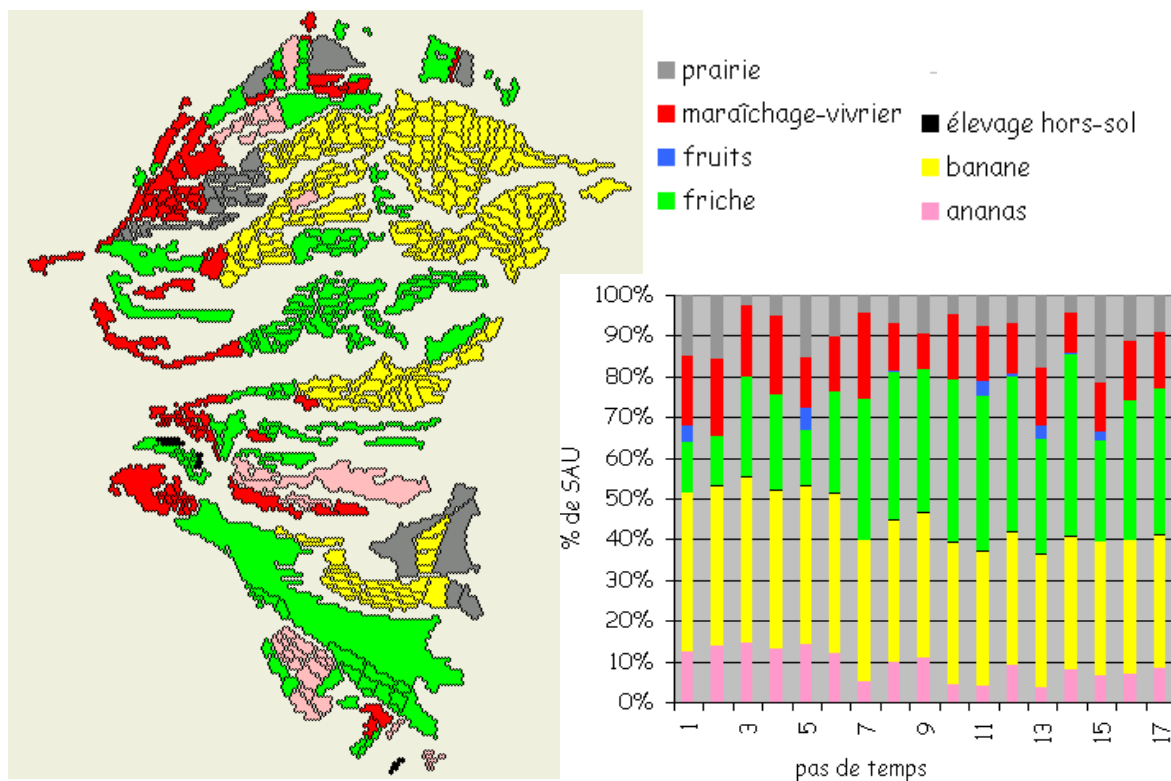 prairie
maraîchage-vivrier
fruits
friche
-
élevage hors-sol
banane
ananas
% de SAU
100%
90%
80%
70%
60%
50%
40%
30%
20%
10%
0%
1
3
5
7
9
11
13
15
17
pas de temps